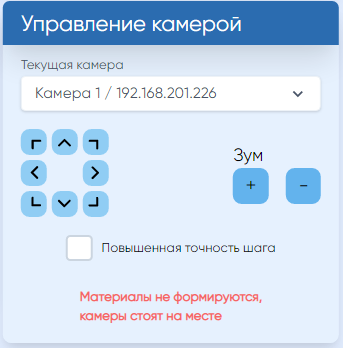 Управление камерой
Текущая камера
Камера 1 / 192.168.201.226
Зум
+ -
Повышенная точность шага
Материалы не формируются,
камеры стоят на месте